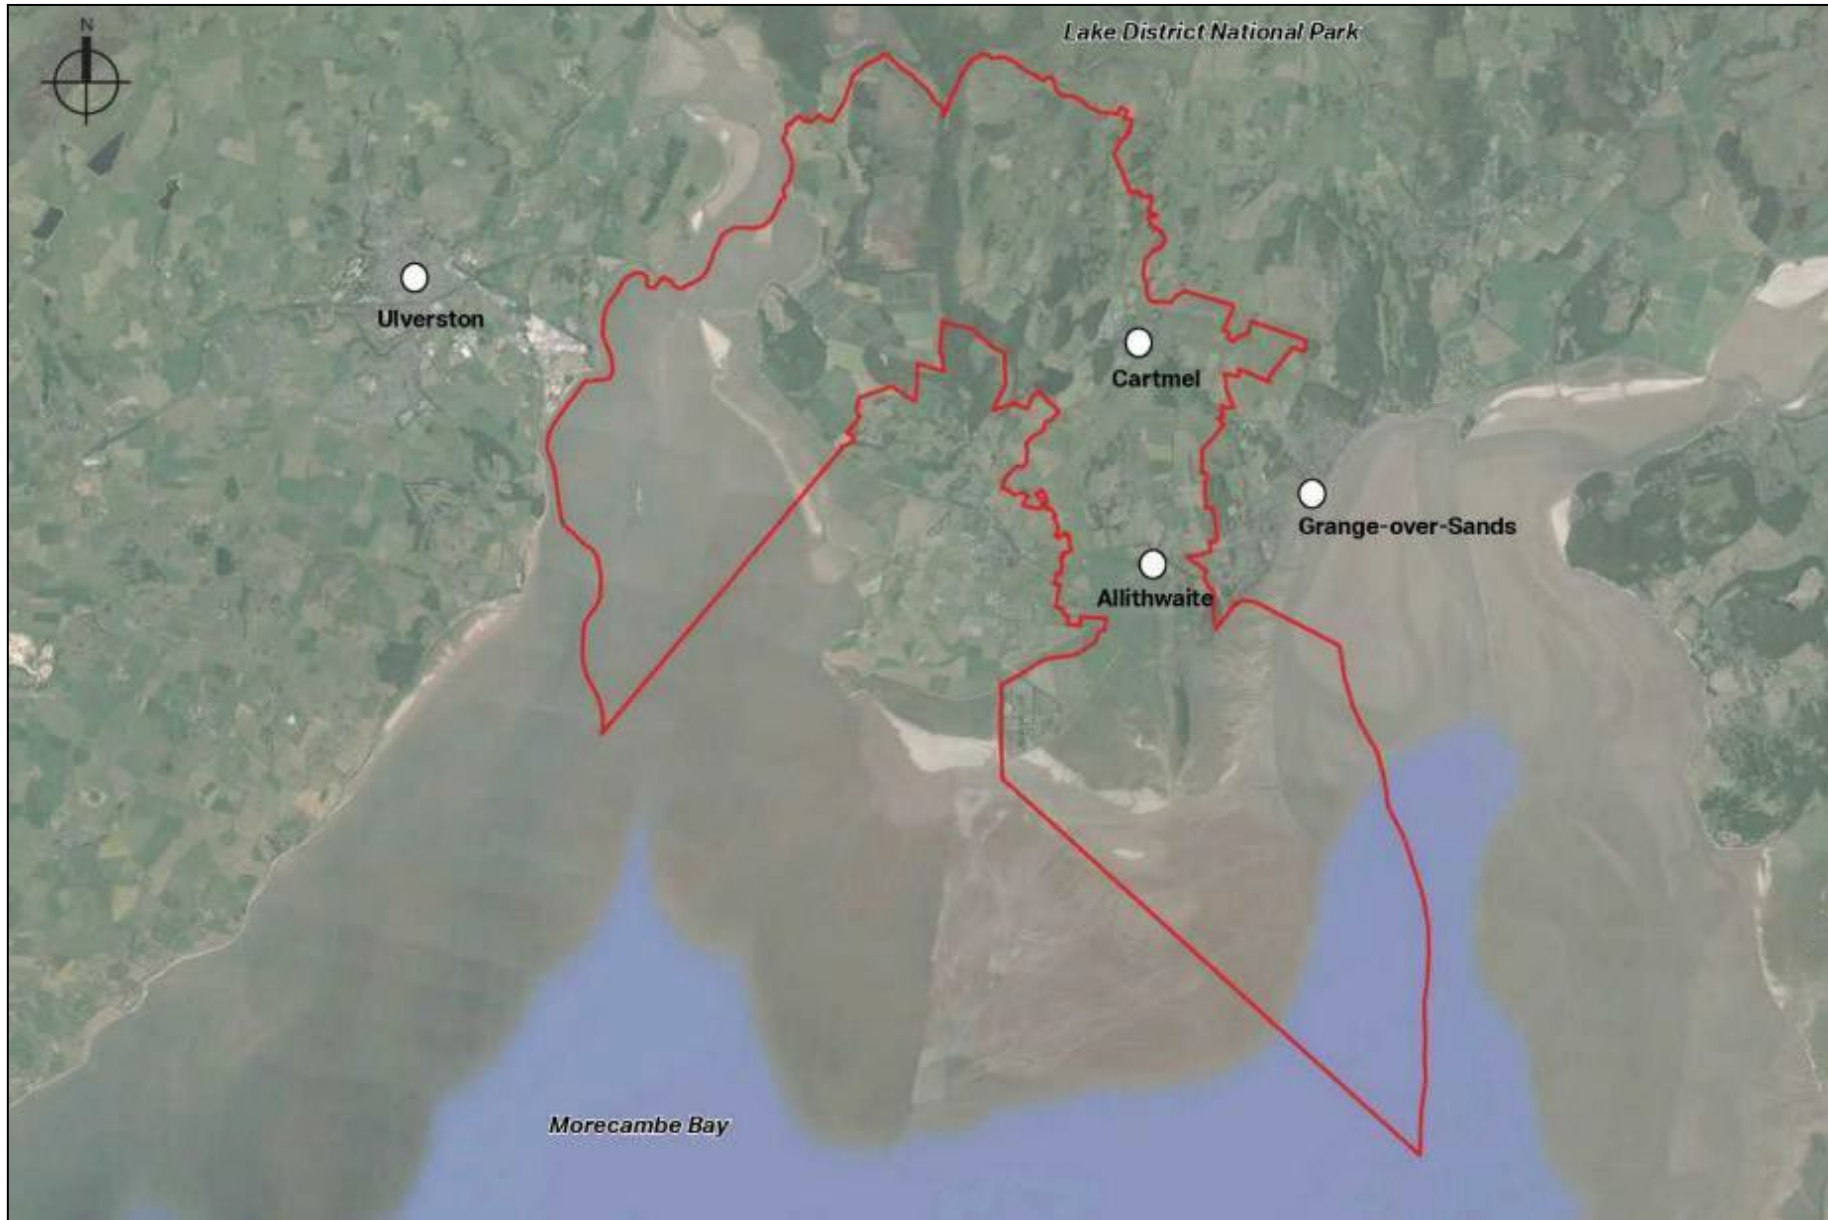 N
Lake District National Park
Ulverston
Cartmel
Grange-over-Sands
Allithwaite
Morecambe Bay